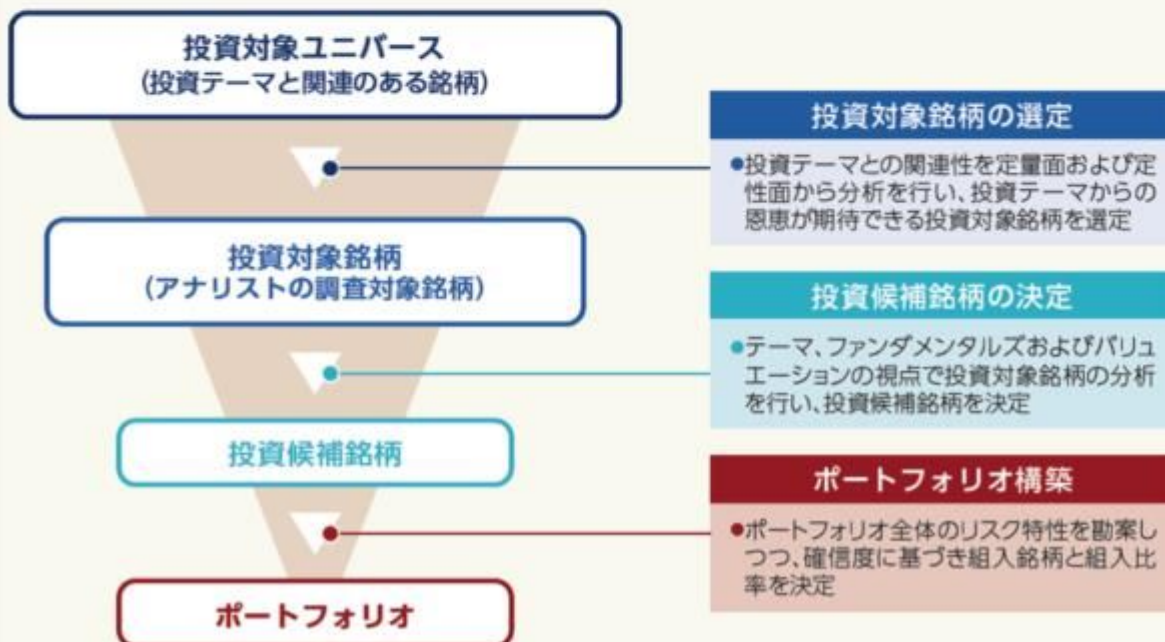 投資対象ユニバース
(投資テーマと関連のある銘柄)
投資対象銘柄の選定
●投資テーマとの関連性を定量面および定
性面から分析を行い、投資テーマからの
恩恵が期待できる投資対象銘柄を選定
投資対象銘柄
(アナリストの調査対象銘柄)
投資候補銘柄の決定
●テーマ、ファンダメンタルズおよびバリュ
エーションの視点で投資対象銘柄の分析
を行い、投資候補銘柄を決定
投資候補銘柄
ポートフォリオ構築
●ポートフォリオ全体のリスク特性を勘案し
つつ、確信度に基づき組入銘柄と組入比
率を決定
ポートフォリオ